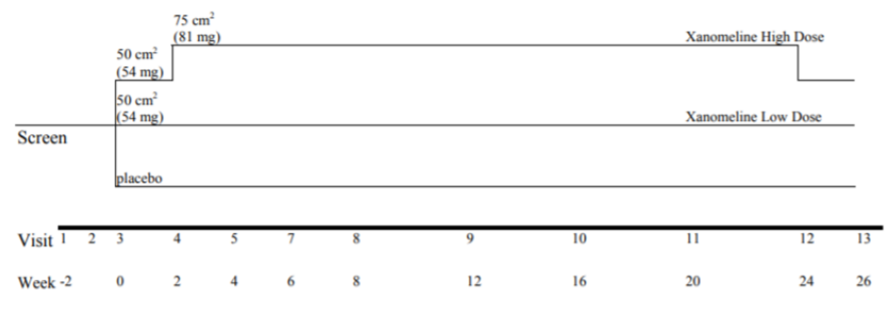 75 cm²
(81 mg)
Xanomeline High Dose
50 cm²
(54 mg)
50 cm²
(54 mg)
Xanomeline Low Dose
Screen
placebo
Visit 1 2 3 4 5 7 8 9 10 11 12 13
Week -2 0 2 4 6 8 12 16 20 24 26